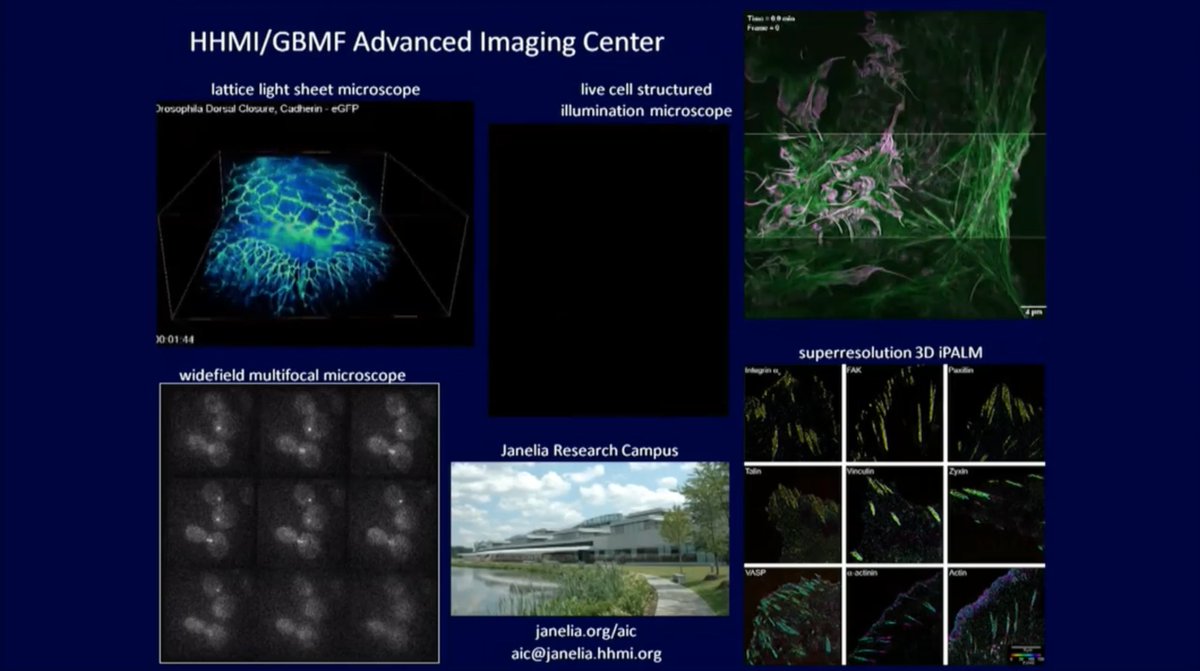 HHMI/GBMF Advanced Imaging Center
lattice light sheet microscope
Drosophila Dorsal Closure, Cadherin - eGFP
00:01:44
live cell structured
illumination microscope
Time = 0.0 min
Frame = 0
4 µm
widefield multifocal microscope
Janelia Research Campus
janelia.org/aic
aic@janelia.hhmi.org
superresolution 3D iPALM
Integrin α
FAK
Paxillin
Talin
Vinculin
Zyxin
VASP
α-actinin
Actin